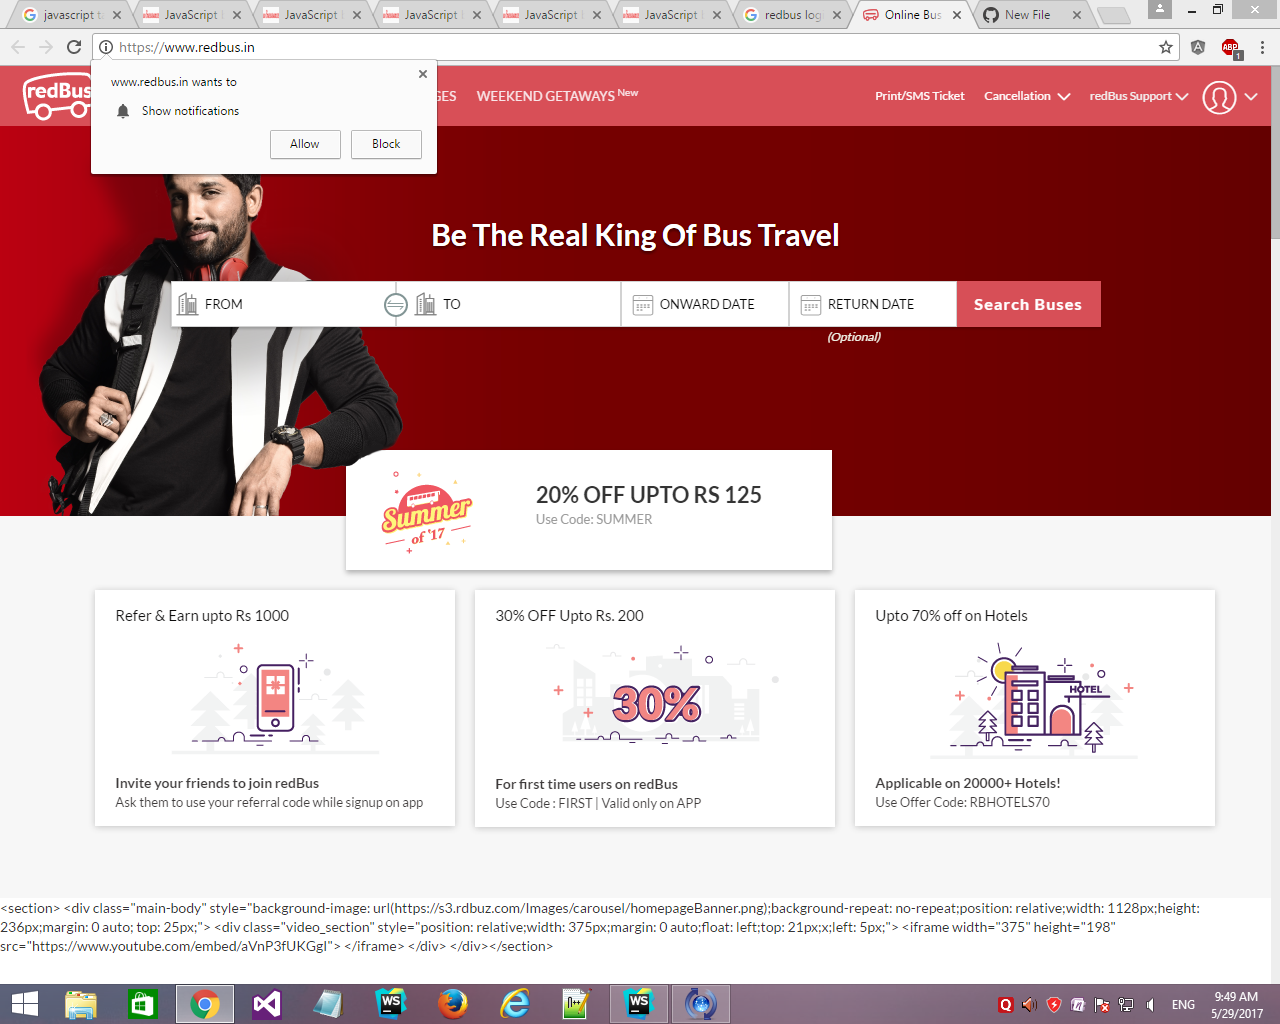 javascript t
JavaScript
JavaScript
JavaScript
JavaScript
JavaScript
redbus log
Online Bus
New File
https://www.redbus.in
ABP
1
redBus
www.redbus.in wants to
Show notifications
Allow
Block
GES
WEEKEND GETAWAYS New
Print/SMS Ticket
Cancellation
redBus Support
Be The Real King Of Bus Travel
FROM
TO
ONWARD DATE
RETURN DATE
Search Buses
(Optional)
Summer
of '17
20% OFF UPTO RS 125
Use Code: SUMMER
Refer & Earn upto Rs 1000
Invite your friends to join redBus
Ask them to use your referral code while signup on app
30% OFF Upto Rs. 200
30%
For first time users on redBus
Use Code : FIRST | Valid only on APP
Upto 70% off on Hotels
HOTEL
Applicable on 20000+ Hotels!
Use Offer Code: RBHOTELS70
<section> <div class="main-body" style="background-image: url(https://s3.rdbuz.com/Images/carousel/homepageBanner.png);background-repeat: no-repeat;position: relative;width: 1128px;height:
236px;margin: 0 auto; top: 25px;"> <div class="video_section" style="position: relative;width: 375px;margin: 0 auto;float: left;top: 21px;x;left: 5px;"> <iframe width="375" height="198"
src="https://www.youtube.com/embed/aVnP3fUKGgI"> </iframe> </div> </div></section>
WS
WS
ENG
9:49 AM
5/29/2017